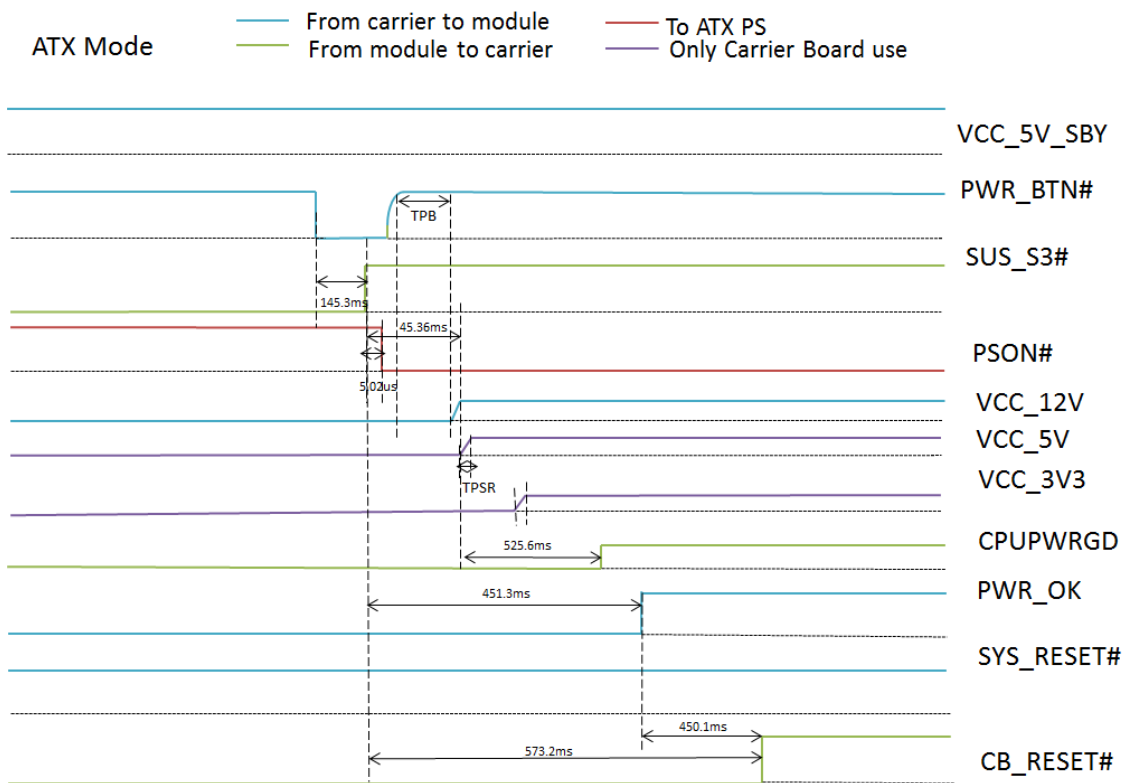 ATX Mode
From carrier to module
From module to carrier
To ATX PS
Only Carrier Board use
VCC_5V_SBY
PWR_BTN#
TPB
SUS_S3#
145.3ms
45.36ms
PSON#
5.02us
VCC_12V
VCC_5V
TPSR
VCC_3V3
525.6ms
CPUPWRGD
451.3ms
PWR_OK
SYS_RESET#
450.1ms
573.2ms
CB_RESET#